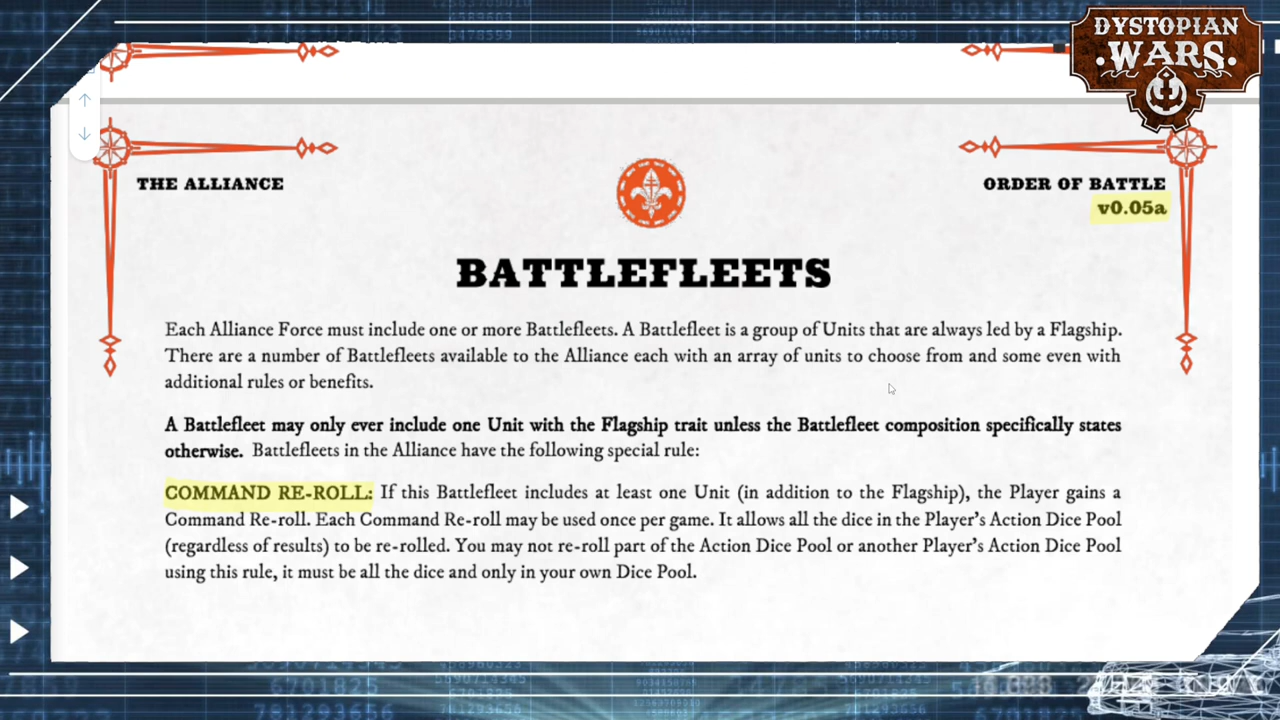 DYSTOPIAN
WARS
THE ALLIANCE
ORDER OF BATTLE
v0.05a
BATTLEFLEETS
Each Alliance Force must include one or more Battlefleets. A Battlefleet is a group of Units that are always led by a Flagship.
There are a number of Battlefleets available to the Alliance each with an array of units to choose from and some even with
additional rules or benefits.
A Battlefleet may only ever include one Unit with the Flagship trait unless the Battlefleet composition specifically states
otherwise. Battlefleets in the Alliance have the following special rule:
COMMAND RE-ROLL: If this Battlefleet includes at least one Unit (in addition to the Flagship), the Player gains a
Command Re-roll. Each Command Re-roll may be used once per game. It allows all the dice in the Player's Action Dice Pool
(regardless of results) to be re-rolled. You may not re-roll part of the Action Dice Pool or another Player's Action Dice Pool
using this rule, it must be all the dice and only in your own Dice Pool.
6701825
781293656